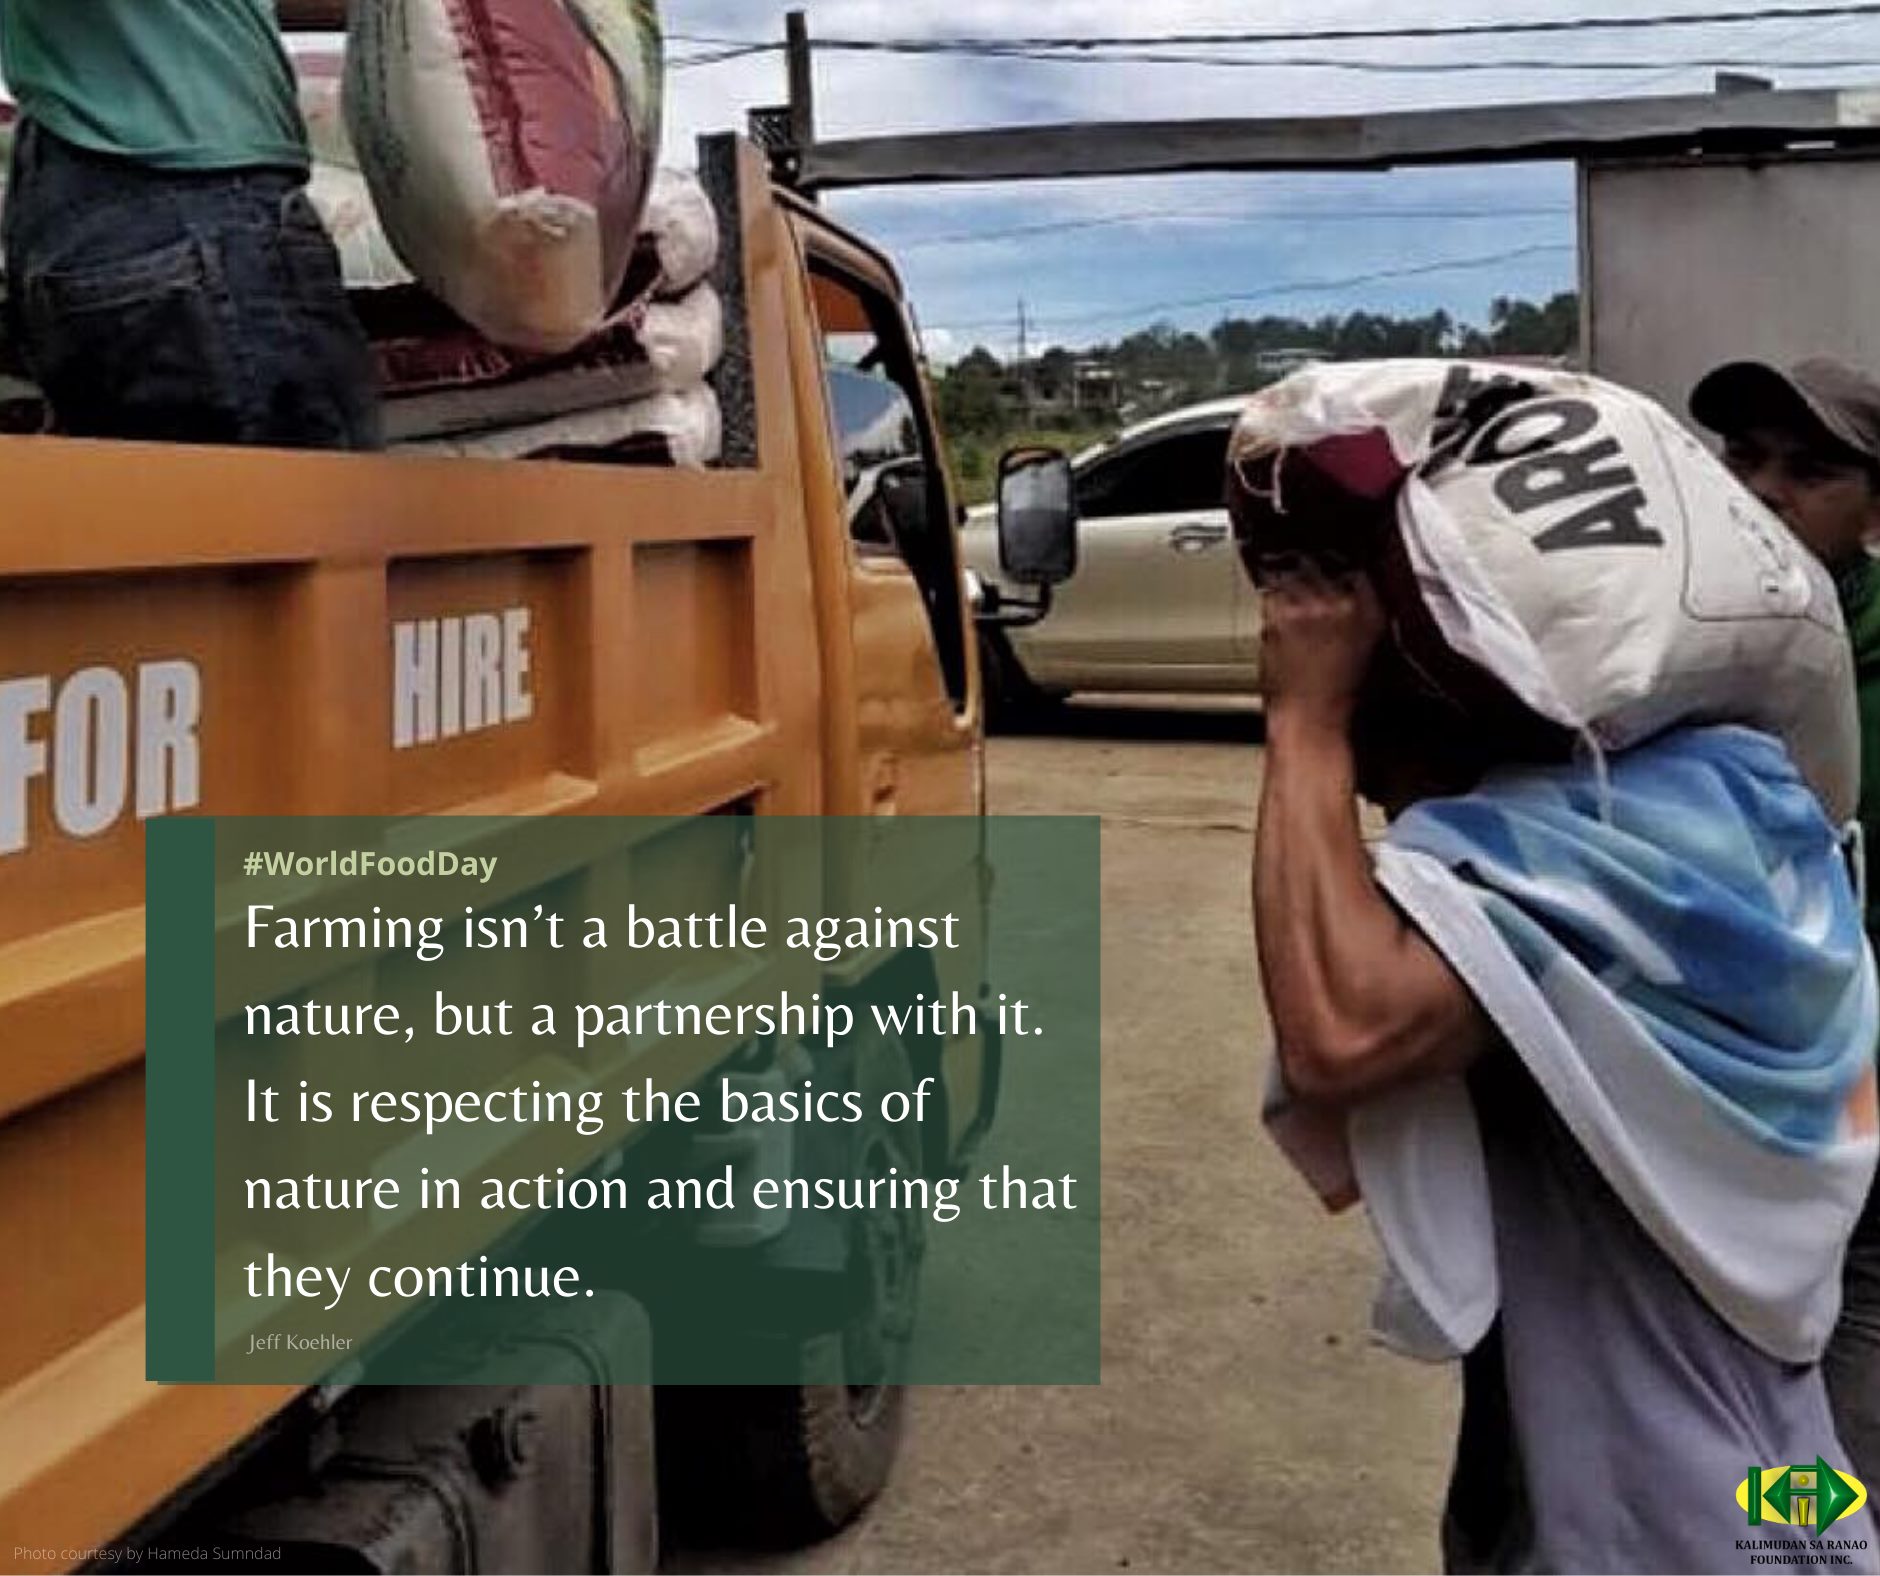 AROM
FOR HIRE
#WorldFoodDay
Farming isn’t a battle against
nature, but a partnership with it.
It is respecting the basics of
nature in action and ensuring that
they continue.
Jeff Koehler
Photo courtesy by Hameda Sumndad
KALIMUDAN SA RANAO
FOUNDATION INC.